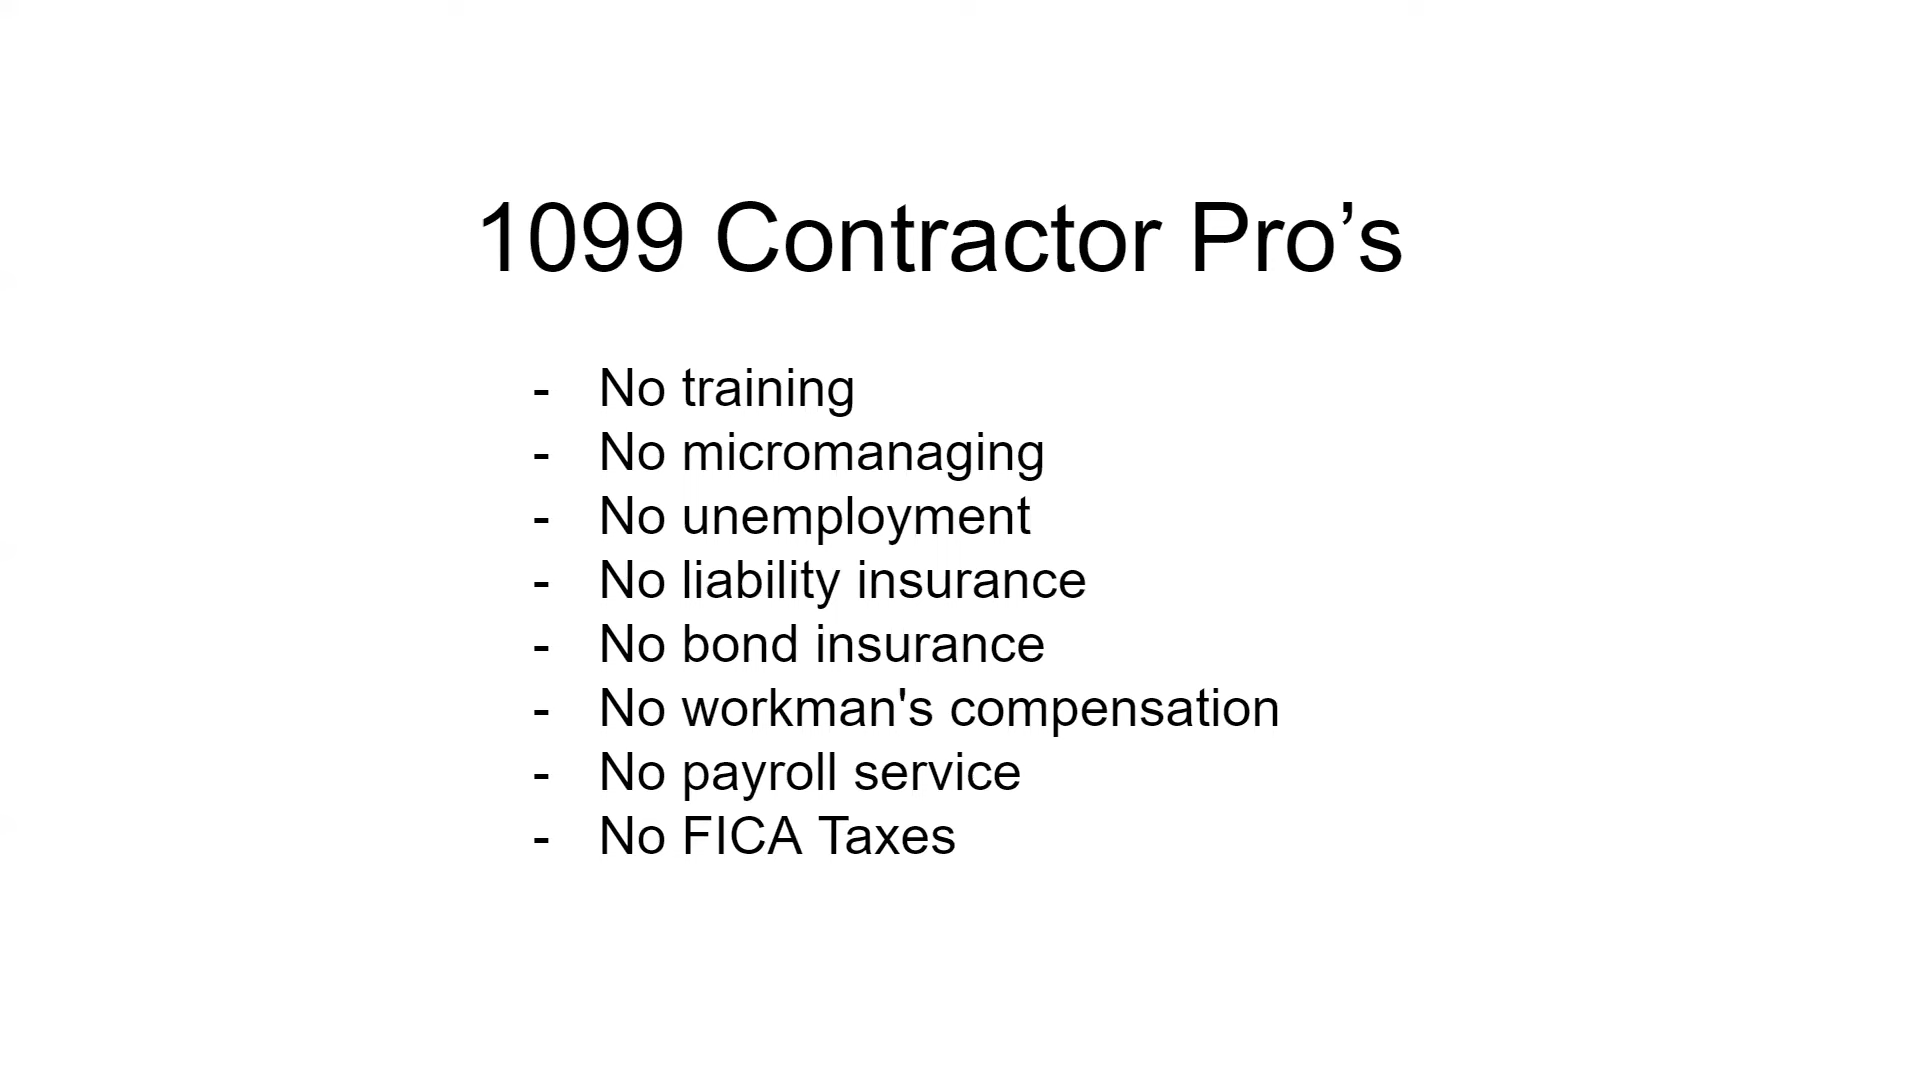 1099 Contractor Pro’s
- No training
- No micromanaging
- No unemployment
- No liability insurance
- No bond insurance
- No workman's compensation
- No payroll service
- No FICA Taxes